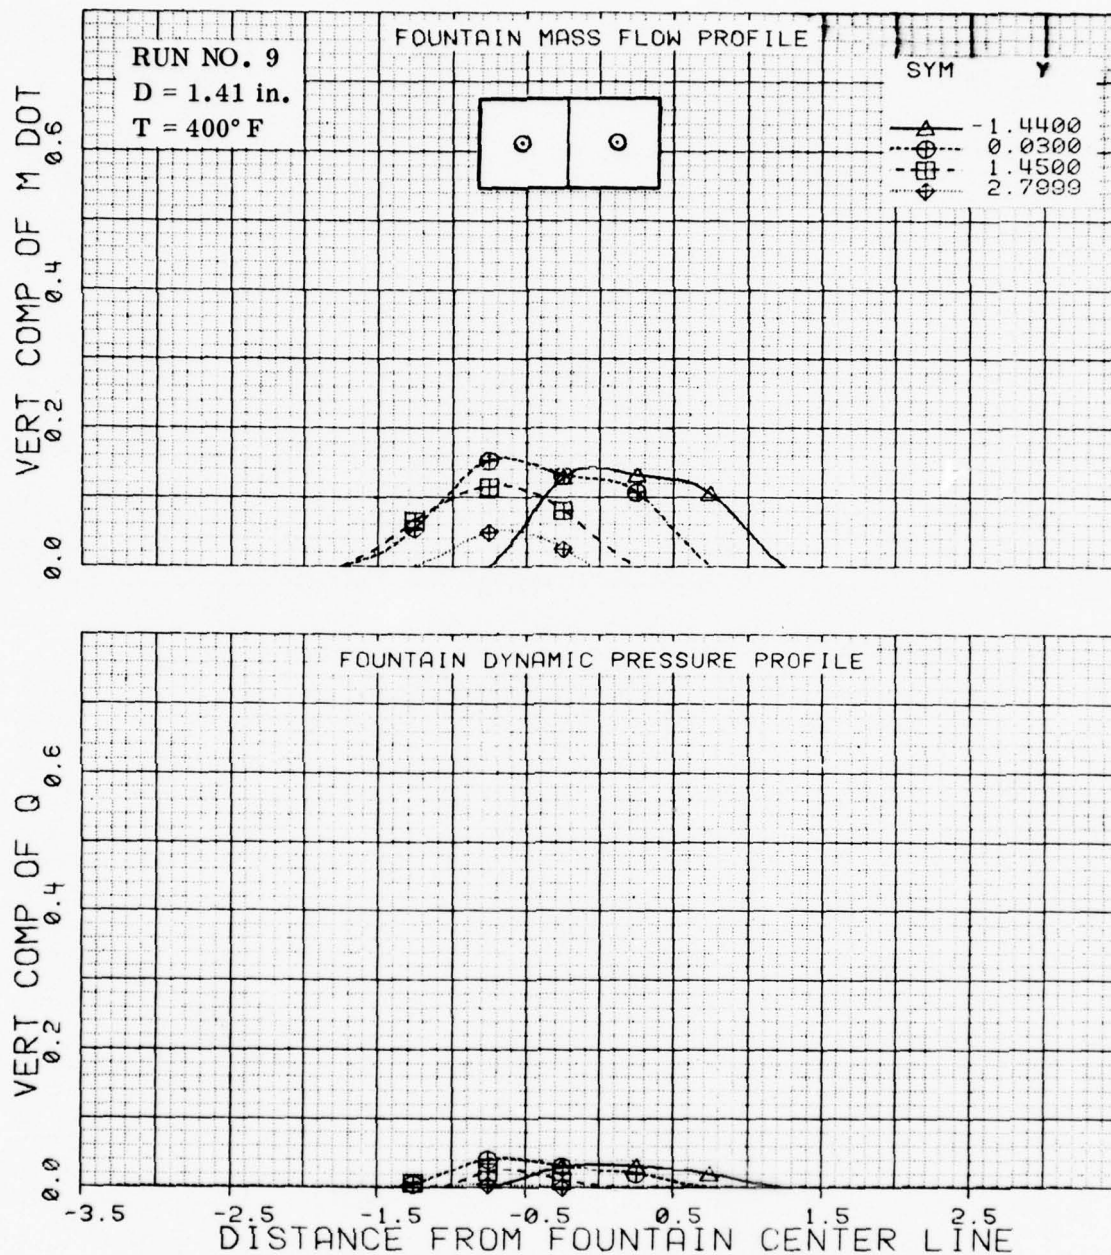 FOUNTAIN MASS FLOW PROFILE
RUN NO. 9
D = 1.41 in.
T = 400° F
SYM Y
-1.4400
0.0300
1.4500
2.7999
VERT COMP OF M DOT
0.6
0.4
0.2
0.0
FOUNTAIN DYNAMIC PRESSURE PROFILE
VERT COMP OF Q
0.6
0.4
0.2
0.0
-3.5 -2.5 -1.5 -0.5 0.5 1.5 2.5
DISTANCE FROM FOUNTAIN CENTER LINE